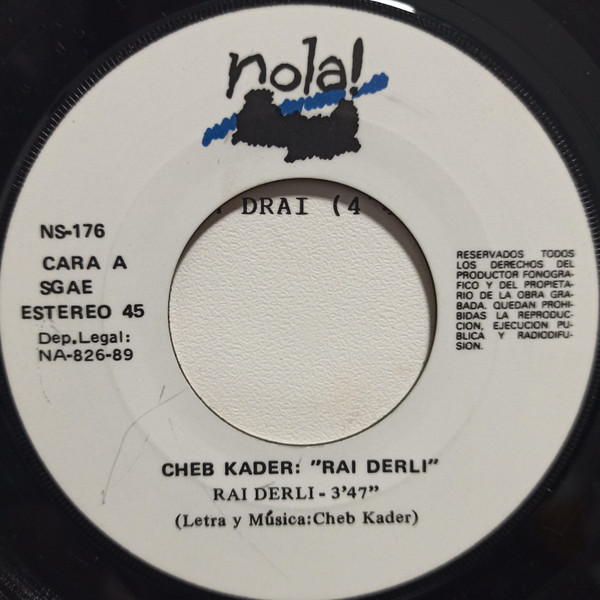 nola!
DRAI (4
NS-176
CARA A
SGAE
ESTEREO 45
Dep.Legal:
NA-826-89
RESERVADOS TODOS
LOS DERECHOS DEL
PRODUCTOR FONOGRA-
FICO Y DEL PROPIETA-
RIO DE LA OBRA GRA-
BADA. QUEDAN PROHI-
BIDAS LA REPRODUC-
CION, EJECUCION PU-
BLICA Y RADIODIFU-
SION.
CHEB KADER: "RAI DERLI"
RAI DERLI - 3'47"
(Letra y Música:Cheb Kader)